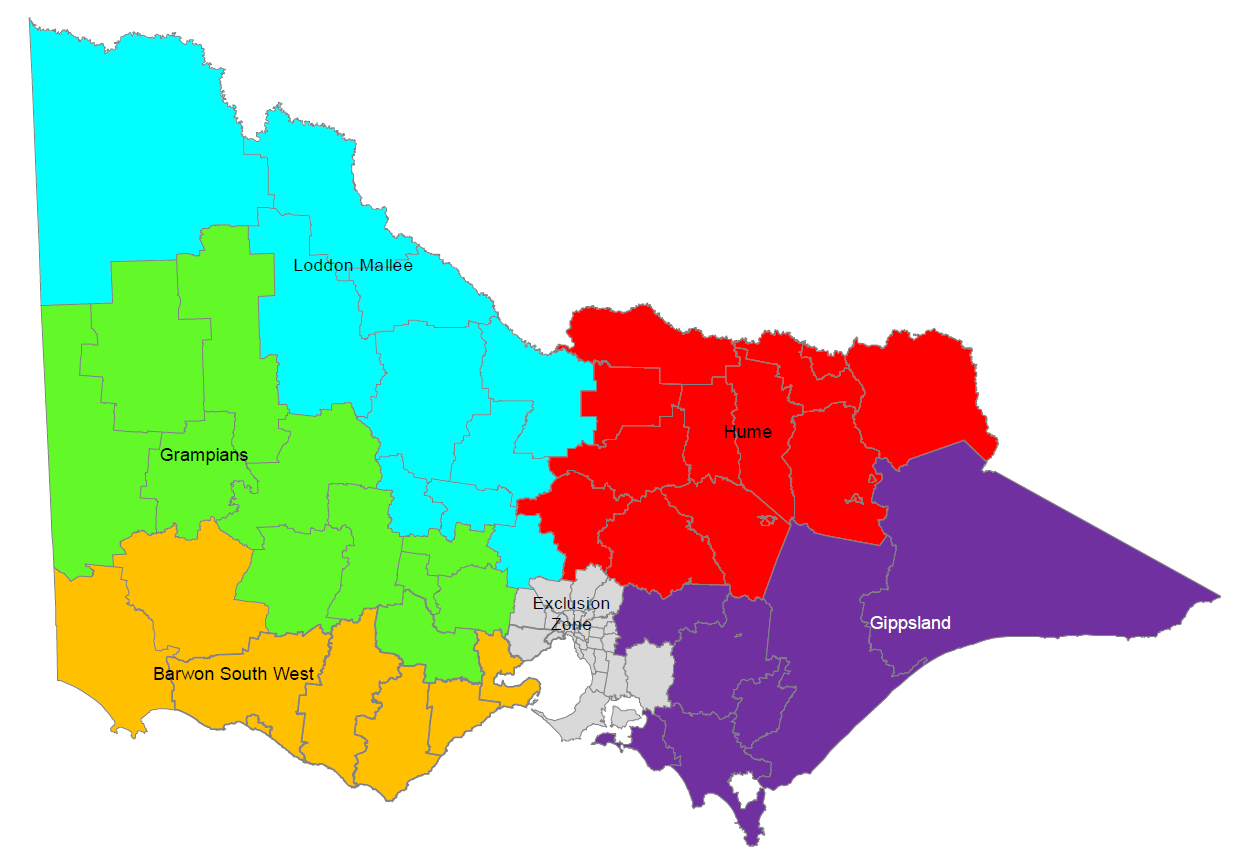 Loddon Mallee
Hume
Grampians
Exclusion
Zone
Gippsland
Barwon South West